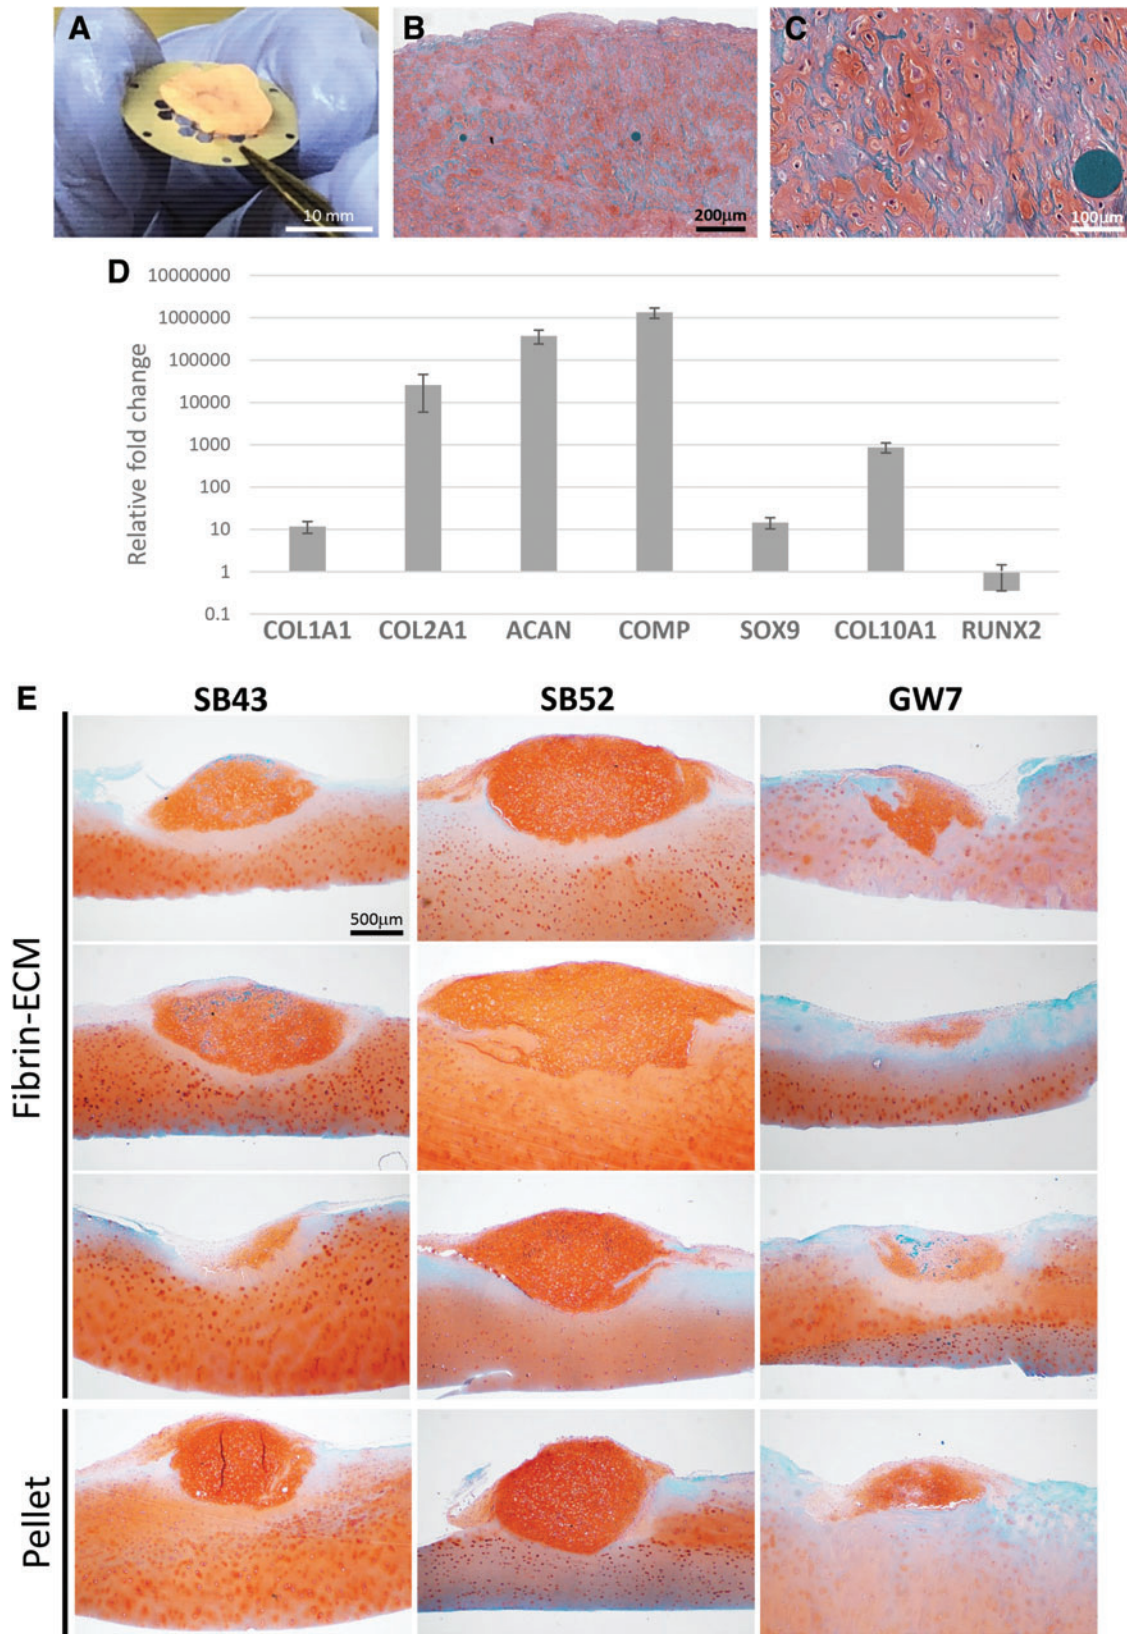 A
B
C
10 mm
200µm
100µm
D
Relative fold change
10000000
1000000
100000
10000
1000
100
10
1
0.1
COL1A1 COL2A1 ACAN COMP SOX9 COL10A1 RUNX2
E
SB43 SB52 GW7
Fibrin-ECM
500µm
Pellet